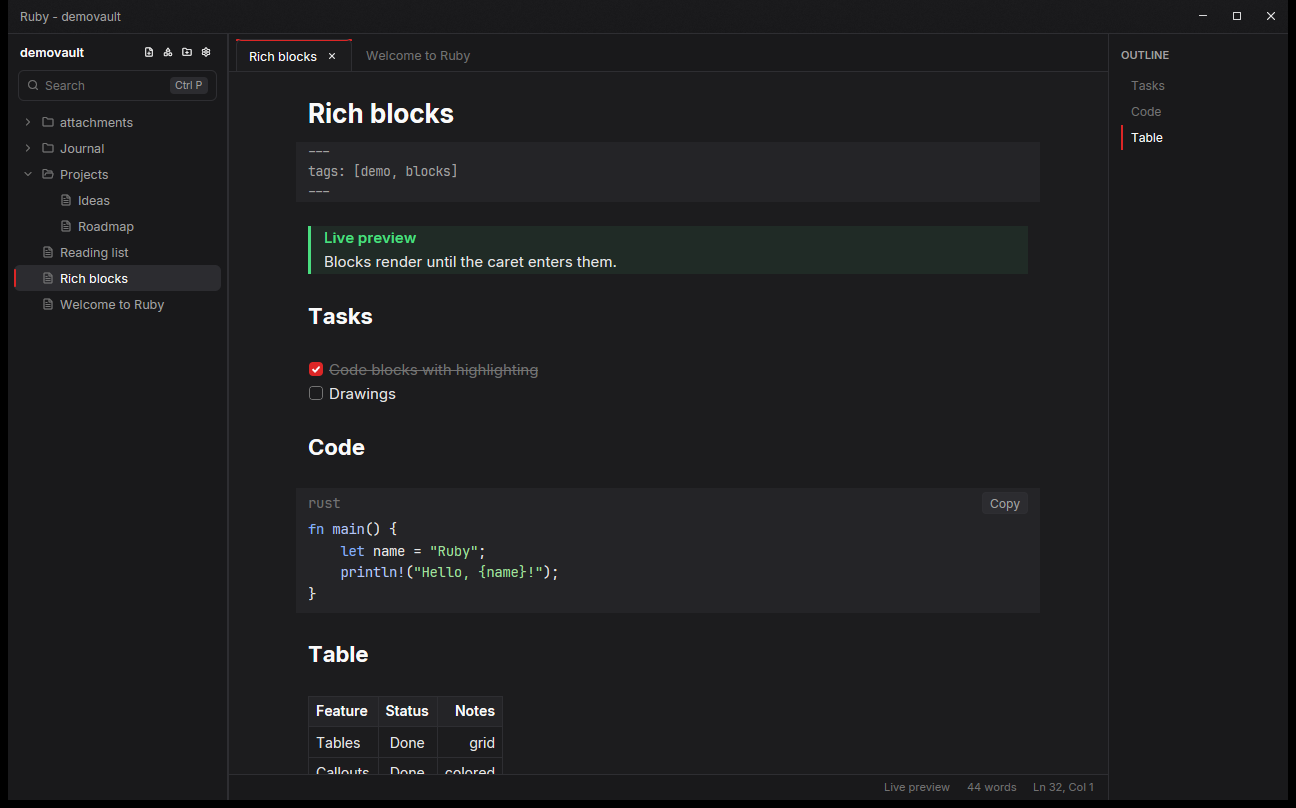 Ruby - demovault
demovault
Search
Ctrl P
attachments
Journal
Projects
Ideas
Roadmap
Reading list
Rich blocks
Welcome to Ruby
Rich blocks
Welcome to Ruby
Rich blocks
---
tags: [demo, blocks]
---
Live preview
Blocks render until the caret enters them.
Tasks
Code blocks with highlighting
Drawings
Code
rust
Copy
fn main() {
    let name = "Ruby";
    println!("Hello, {name}!");
}
Table
Feature Status Notes
Tables Done grid
Callouts Done colored
Live preview 44 words Ln 32, Col 1
OUTLINE
Tasks
Code
Table